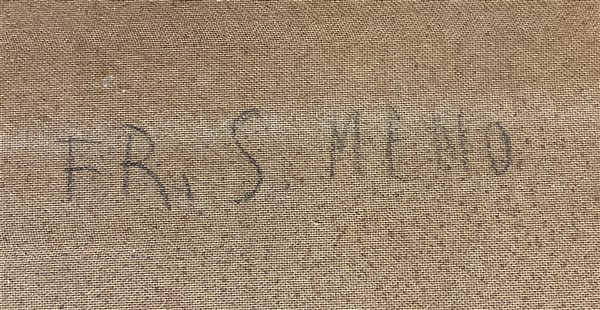 FR, S. MENO